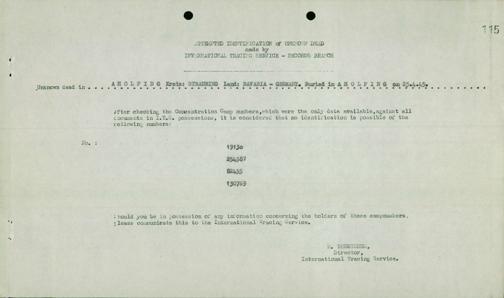 115
ATTEMPTED IDENTIFICATION of UNKNOWN DEAD
made by
INTERNATIONAL TRACING SERVICE - RECORDS BRANCH
Unknown dead in ..... A H O L F I N G Kreis: STRAUBING Land: BAVARIA - GERMANY. Buried in A H O L F I N G on 25.4.45.
After checking the Concentration Camp numbers, which were the only data available, against all
documents in I.T.S. possessions, it is considered that no identification is possible of the
following numbers:
No. :
19130
254587
82455
130769
Should you be in possession of any information concerning the holders of these campnumbers,
please communicate this to the International Tracing Service.
Director,
International Tracing Service.